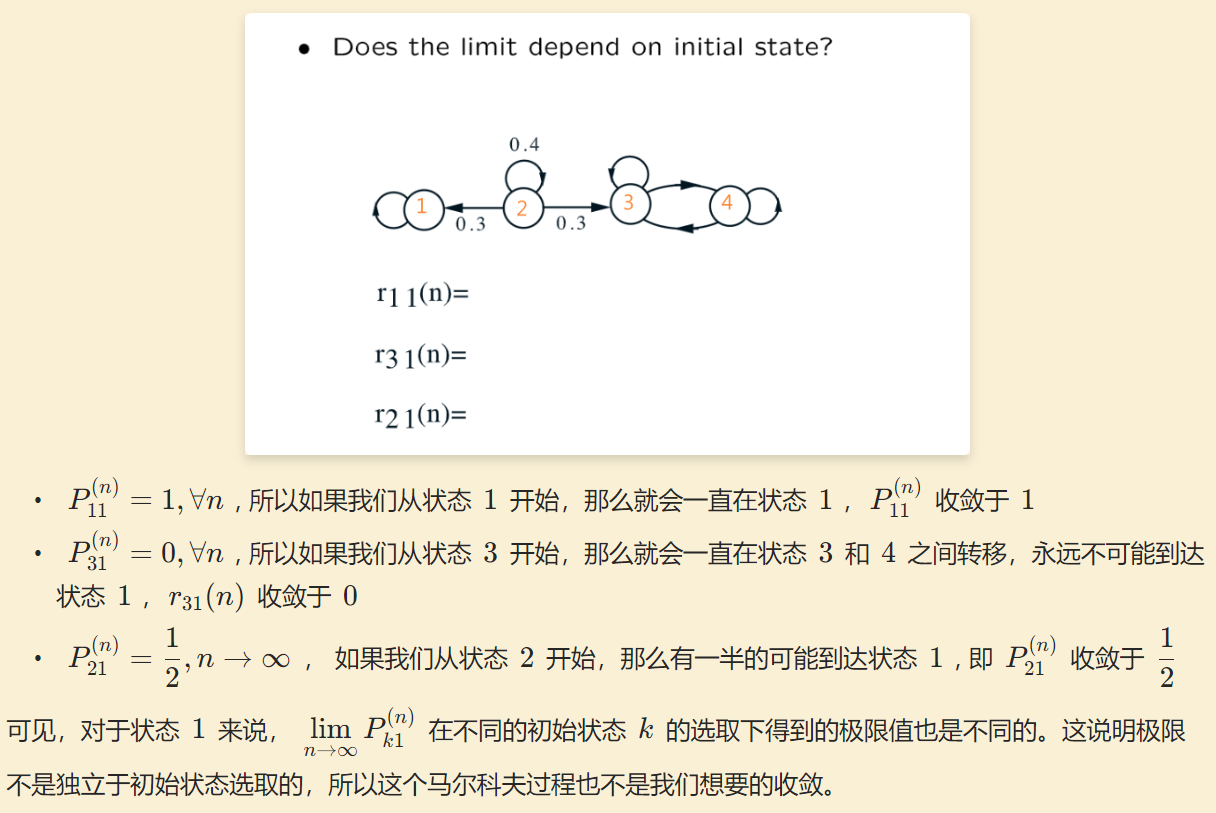 • Does the limit depend on initial state?
0.4
1 2 3 4
0.3 0.3
r11(n)=
r31(n)=
r21(n)=
• $P_{11}^{(n)} = 1, \forall n$ , 所以如果我们从状态 1 开始，那么就会一直在状态 1 ， $P_{11}^{(n)}$ 收敛于 1
• $P_{31}^{(n)} = 0, \forall n$ , 所以如果我们从状态 3 开始，那么就会一直在状态 3 和 4 之间转移，永远不可能到达
状态 1 ， $r_{31}(n)$ 收敛于 0
• $P_{21}^{(n)} = \frac{1}{2}, n \to \infty$ ， 如果我们从状态 2 开始，那么有一半的可能到达状态 1 , 即 $P_{21}^{(n)}$ 收敛于 $\frac{1}{2}$
可见，对于状态 1 来说， $\lim_{n \to \infty} P_{k1}^{(n)}$ 在不同的初始状态 $k$ 的选取下得到的极限值也是不同的。这说明极限
不是独立于初始状态选取的，所以这个马尔科夫过程也不是我们想要的收敛。